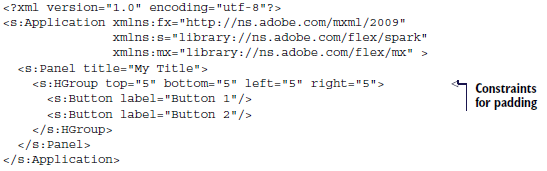 <?xml version="1.0" encoding="utf-8"?>
<s:Application xmlns:fx="http://ns.adobe.com/mxml/2009"
xmlns:s="library://ns.adobe.com/flex/spark"
xmlns:mx="library://ns.adobe.com/flex/mx" >
<s:Panel title="My Title">
<s:HGroup top="5" bottom="5" left="5" right="5">
<s:Button label="Button 1"/>
<s:Button label="Button 2"/>
</s:HGroup>
</s:Panel>
</s:Application>
Constraints
for padding